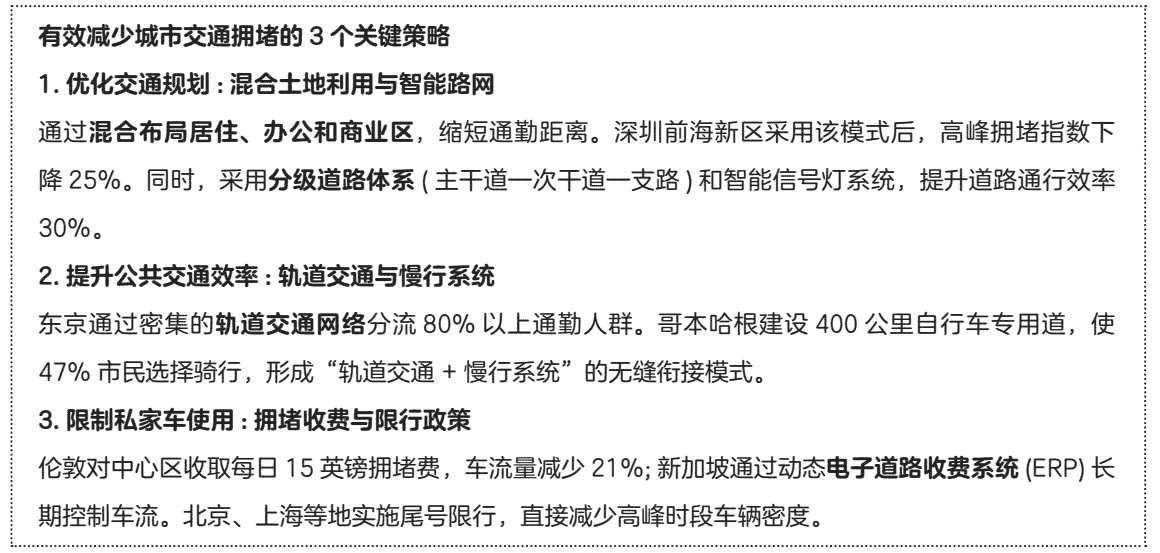 有效减少城市交通拥堵的 3 个关键策略
1. 优化交通规划 : 混合土地利用与智能路网
通过混合布局居住、办公和商业区，缩短通勤距离。深圳前海新区采用该模式后，高峰拥堵指数下
降 25%。同时，采用分级道路体系 ( 主干道一次干道一支路 ) 和智能信号灯系统，提升道路通行效率
30%。
2. 提升公共交通效率 : 轨道交通与慢行系统
东京通过密集的轨道交通网络分流 80% 以上通勤人群。哥本哈根建设 400 公里自行车专用道，使
47% 市民选择骑行，形成“轨道交通 + 慢行系统”的无缝衔接模式。
3. 限制私家车使用 : 拥堵收费与限行政策
伦敦对中心区收取每日 15 英镑拥堵费，车流量减少 21%; 新加坡通过动态电子道路收费系统 (ERP) 长
期控制车流。北京、上海等地实施尾号限行，直接减少高峰时段车辆密度。